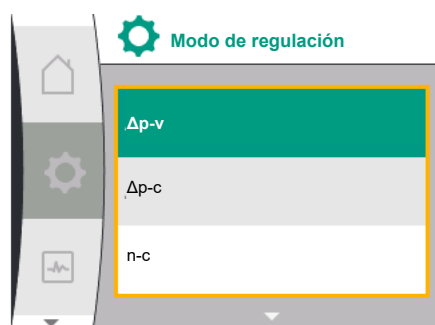 Modo de regulación
Δp-v
Δp-c
n-c